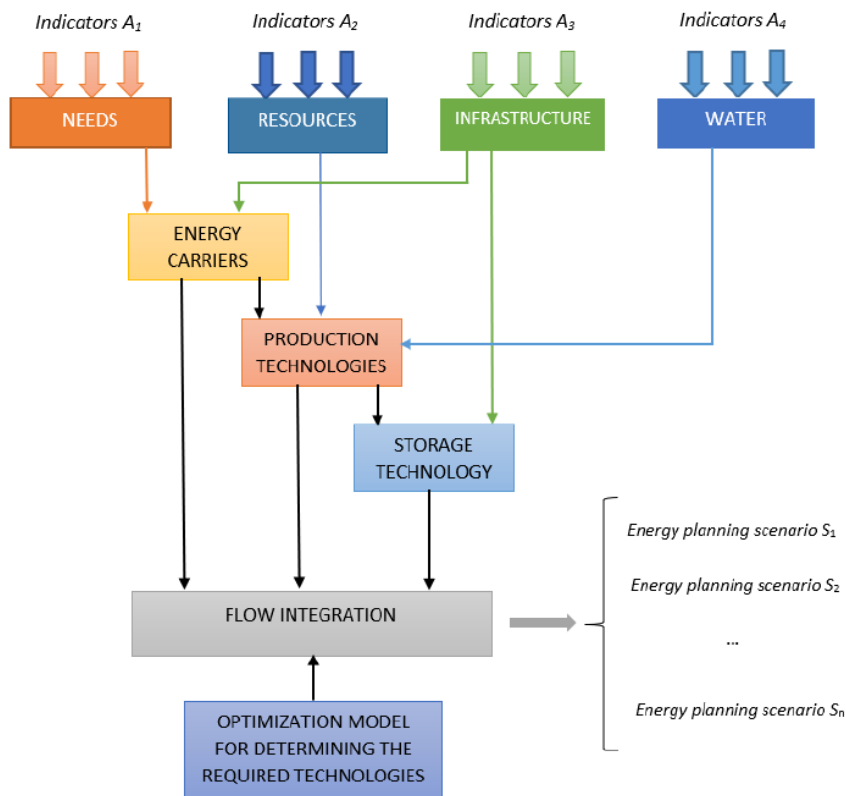 Indicators A₁
Indicators A₂
Indicators A₃
Indicators A₄
NEEDS
RESOURCES
INFRASTRUCTURE
WATER
ENERGY
CARRIERS
PRODUCTION
TECHNOLOGIES
STORAGE
TECHNOLOGY
Energy planning scenario S₁
Energy planning scenario S₂
...
Energy planning scenario Sₙ
FLOW INTEGRATION
OPTIMIZATION MODEL
FOR DETERMINING THE
REQUIRED TECHNOLOGIES